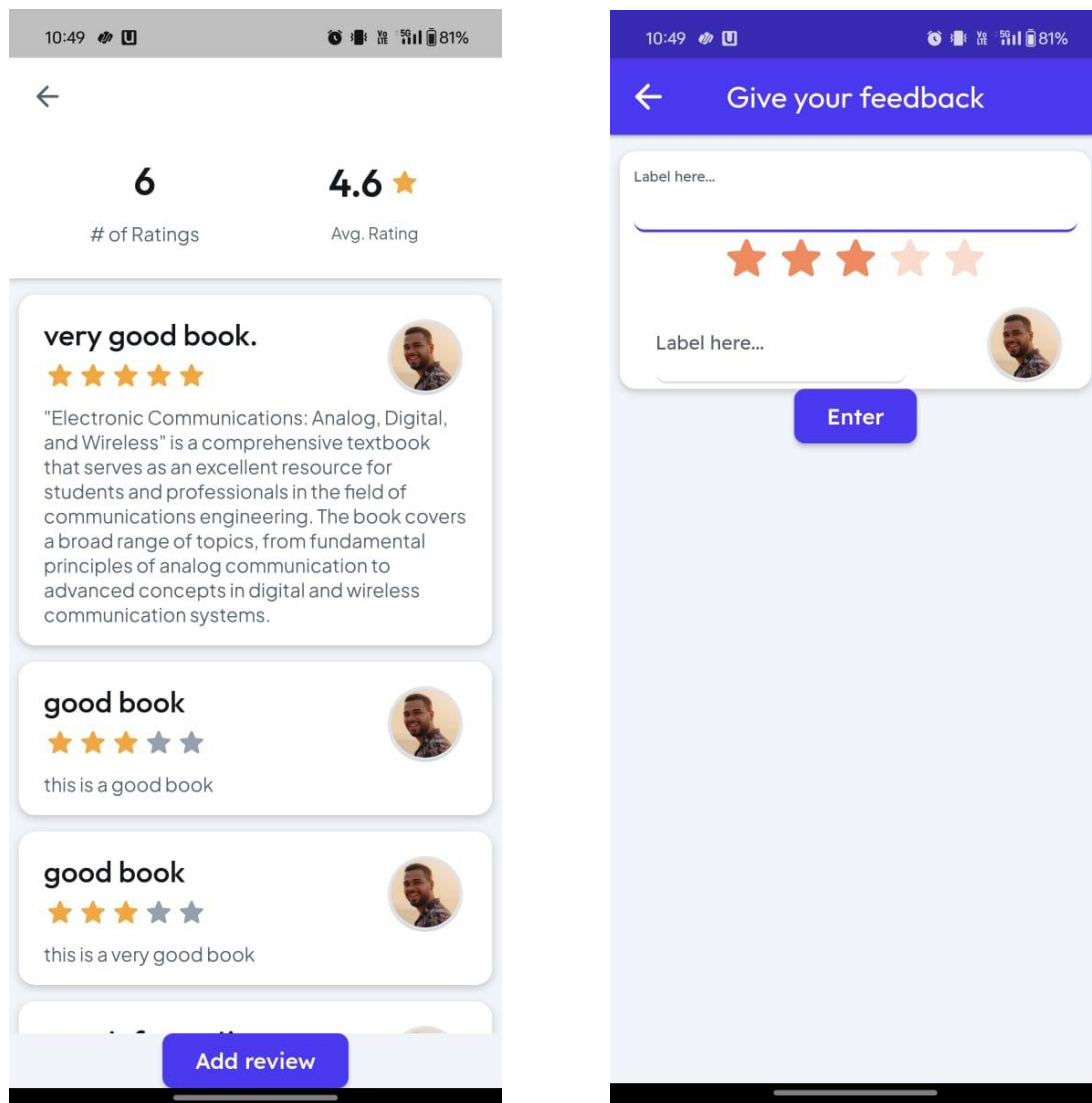 10:49
81%
6
4.6
# of Ratings
Avg. Rating
very good book.
"Electronic Communications: Analog, Digital,
and Wireless" is a comprehensive textbook
that serves as an excellent resource for
students and professionals in the field of
communications engineering. The book covers
a broad range of topics, from fundamental
principles of analog communication to
advanced concepts in digital and wireless
communication systems.
good book
this is a good book
good book
this is a very good book
Add review
10:49
81%
Give your feedback
Label here...
Label here...
Enter